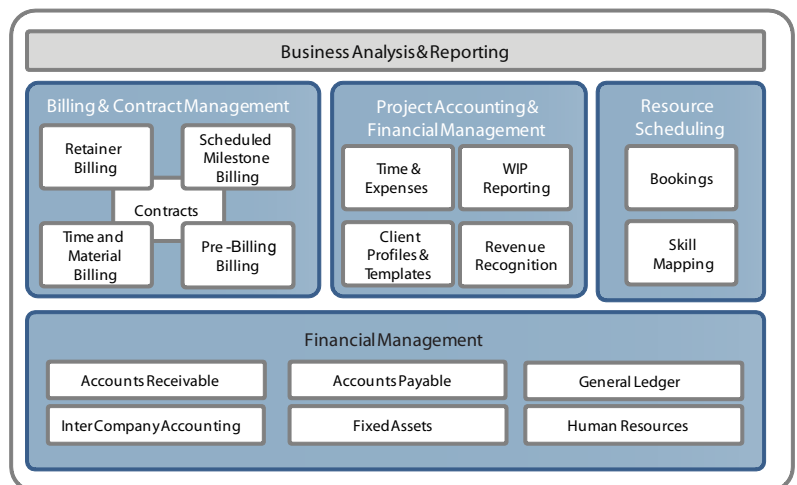 Business Analysis & Reporting
Billing & Contract Management
Retainer
Billing
Scheduled
Milestone
Billing
Contracts
Time and
Material
Billing
Pre-Billing
Billing
Project Accounting &
Financial Management
Time &
Expenses
WIP
Reporting
Client
Profiles &
Templates
Revenue
Recognition
Resource
Scheduling
Bookings
Skill
Mapping
Financial Management
Accounts Receivable
Accounts Payable
General Ledger
Inter Company Accounting
Fixed Assets
Human Resources